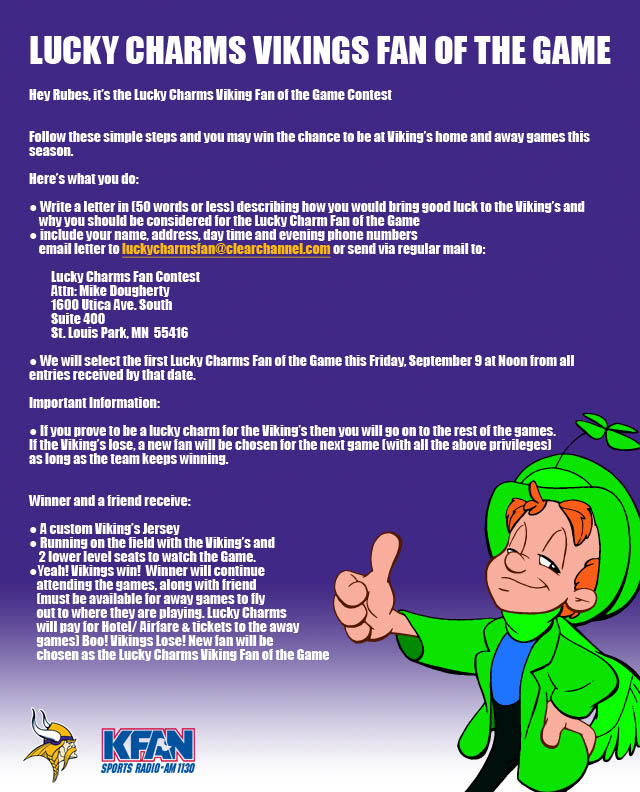 LUCKY CHARMS VIKINGS FAN OF THE GAME
Hey Rubes, it's the Lucky Charms Viking Fan of the Game Contest
Follow these simple steps and you may win the chance to be at Viking's home and away games this
season.
Here's what you do:
● Write a letter in (50 words or less) describing how you would bring good luck to the Viking's and
why you should be considered for the Lucky Charm Fan of the Game
● include your name, address, day time and evening phone numbers
email letter to luckycharmsfan@clearchannel.com or send via regular mail to:
Lucky Charms Fan Contest
Attn: Mike Dougherty
1600 Utica Ave. South
Suite 400
St. Louis Park, MN  55416
● We will select the first Lucky Charms Fan of the Game this Friday, September 9 at Noon from all
entries received by that date.
Important Information:
● If you prove to be a lucky charm for the Viking's then you will go on to the rest of the games.
If the Viking's lose, a new fan will be chosen for the next game (with all the above privileges)
as long as the team keeps winning.
Winner and a friend receive:
● A custom Viking's Jersey
● Running on the field with the Viking's and
2 lower level seats to watch the Game.
●Yeah! Vikings win!  Winner will continue
attending the games, along with friend
(must be available for away games to fly
out to where they are playing. Lucky Charms
will pay for Hotel/ Airfare & tickets to the away
games) Boo! Vikings Lose! New fan will be
chosen as the Lucky Charms Viking Fan of the Game
KFAN
SPORTS RADIO•AM 1130